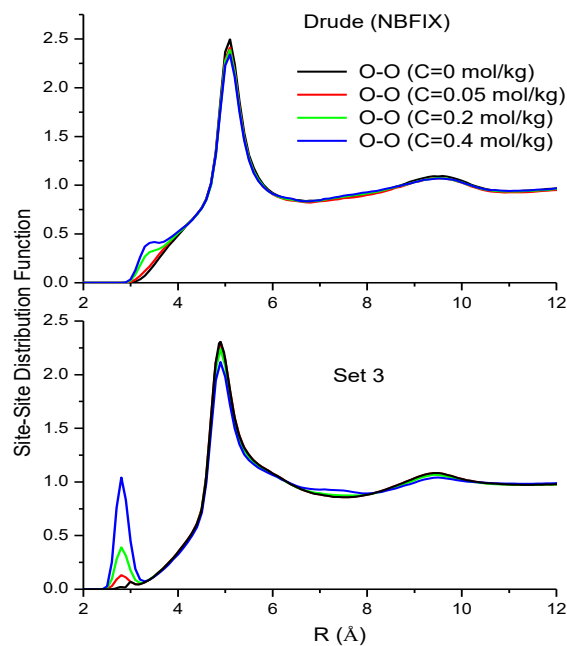 Drude (NBFIX)
O-O (C=0 mol/kg)
O-O (C=0.05 mol/kg)
O-O (C=0.2 mol/kg)
O-O (C=0.4 mol/kg)
2.5
2.0
1.5
1.0
0.5
0.0
2 4 6 8 10 12
Site-Site Distribution Function
Set 3
2.5
2.0
1.5
1.0
0.5
0.0
2 4 6 8 10 12
R (Å)